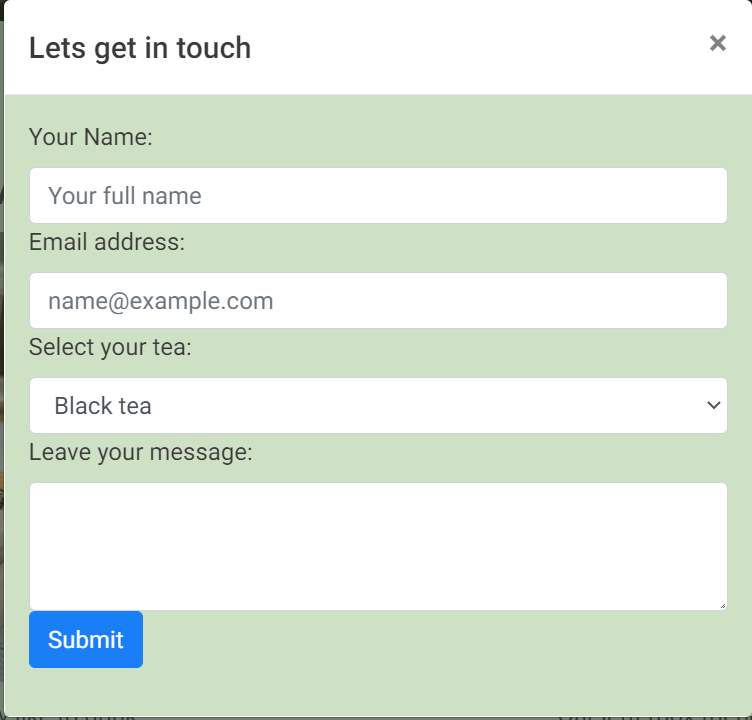 Lets get in touch
×
Your Name:
Your full name
Email address:
name@example.com
Select your tea:
Black tea
Leave your message:
Submit